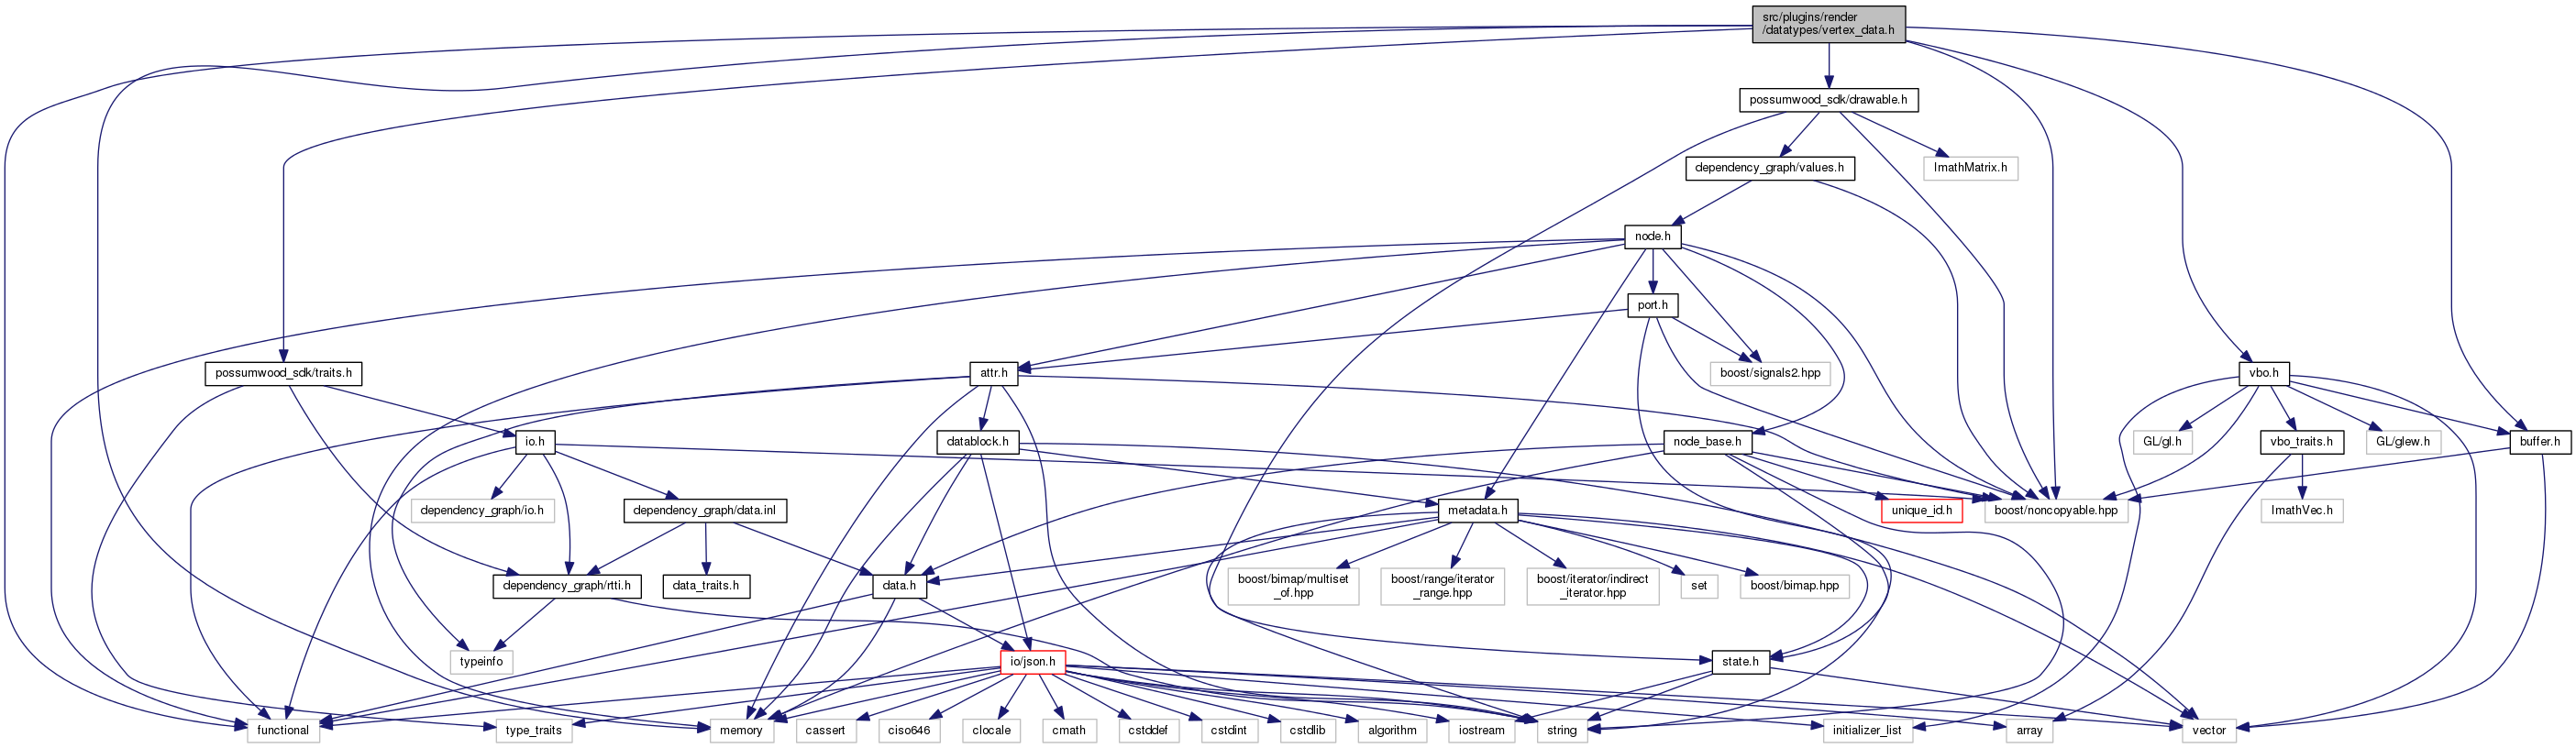 src/plugins/render
/datatypes/vertex_data.h
possumwood_sdk/drawable.h
dependency_graph/values.h
ImathMatrix.h
node.h
port.h
possumwood_sdk/traits.h
attr.h
boost/signals2.hpp
vbo.h
io.h
datablock.h
node_base.h
GL/gl.h
vbo_traits.h
GL/glew.h
buffer.h
dependency_graph/io.h
dependency_graph/data.inl
metadata.h
unique_id.h
boost/noncopyable.hpp
ImathVec.h
dependency_graph/rtti.h
data_traits.h
data.h
boost/bimap/multiset
_of.hpp
boost/range/iterator
_range.hpp
boost/iterator/indirect
_iterator.hpp
set
boost/bimap.hpp
typeinfo
io/json.h
state.h
functional
type_traits
memory
cassert
ciso646
clocale
cmath
cstddef
cstdint
cstdlib
algorithm
iostream
string
initializer_list
array
vector